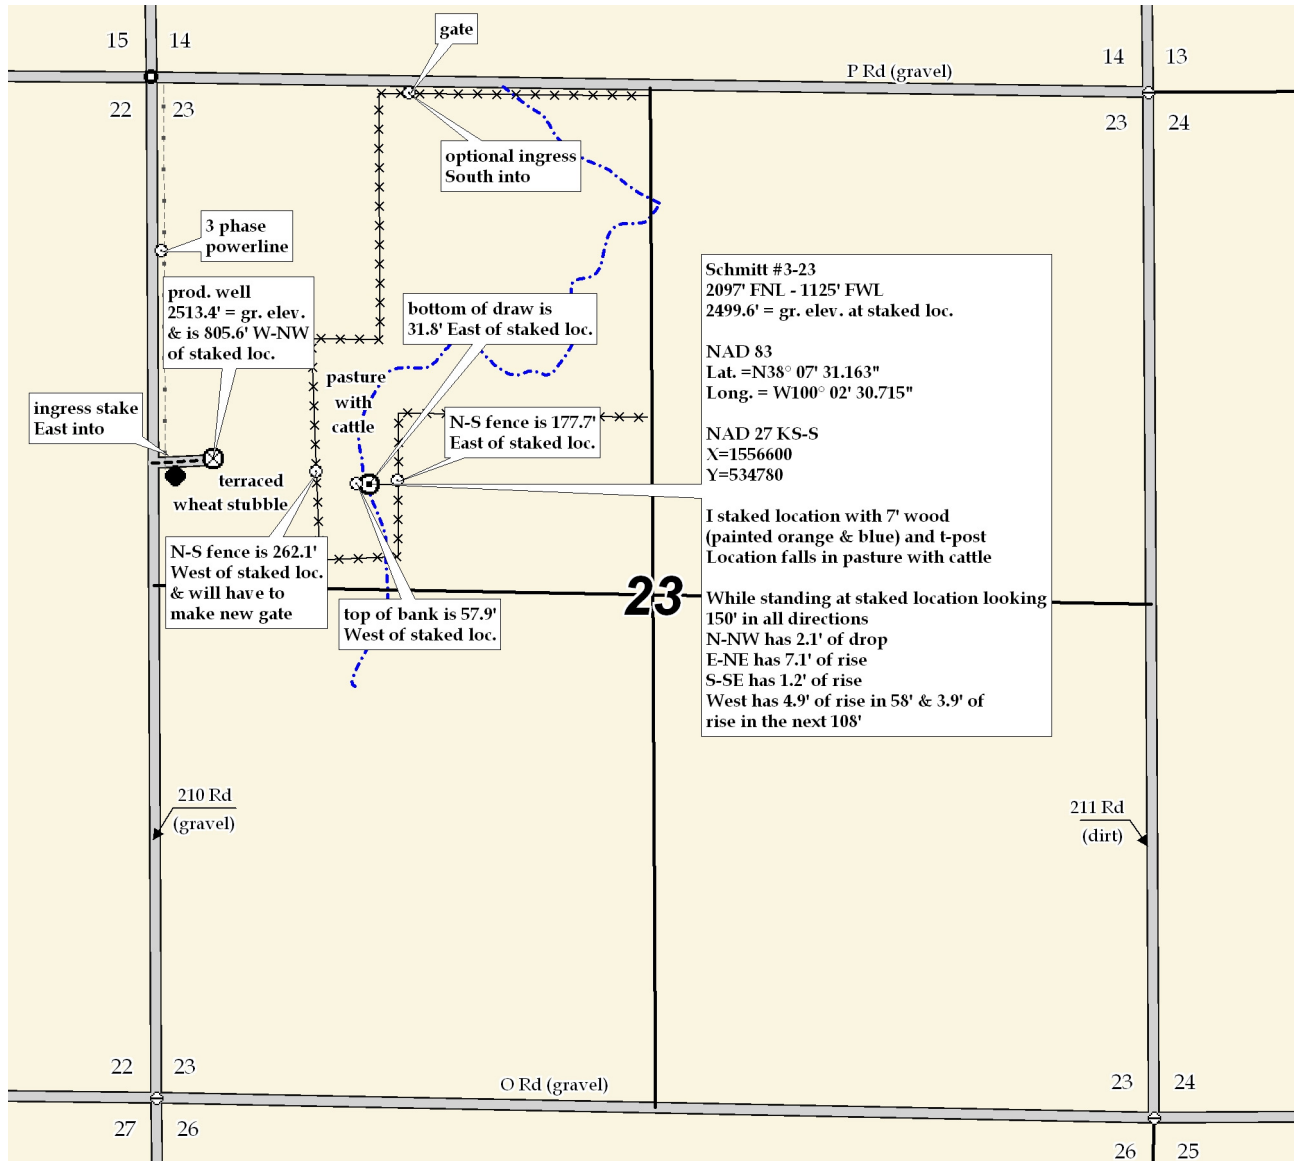 gate
15 14
14 13
P Rd (gravel)
22 23
23 24
optional ingress
South into
3 phase
powerline
prod. well
2513.4' = gr. elev.
& is 805.6' W-NW
of staked loc.
bottom of draw is
31.8' East of staked loc.
Schmitt #3-23
2097' FNL - 1125' FWL
2499.6' = gr. elev. at staked loc.
NAD 83
Lat. =N38° 07' 31.163"
Long. = W100° 02' 30.715"
NAD 27 KS-S
X=1556600
Y=534780
I staked location with 7' wood
(painted orange & blue) and t-post
Location falls in pasture with cattle
While standing at staked location looking
150' in all directions
N-NW has 2.1' of drop
E-NE has 7.1' of rise
S-SE has 1.2' of rise
West has 4.9' of rise in 58' & 3.9' of
rise in the next 108'
pasture
with
cattle
ingress stake
East into
N-S fence is 177.7'
East of staked loc.
terraced
wheat stubble
N-S fence is 262.1'
West of staked loc.
& will have to
make new gate
top of bank is 57.9'
West of staked loc.
23
210 Rd
(gravel)
211 Rd
(dirt)
22 23
O Rd (gravel)
23 24
27 26
26 25